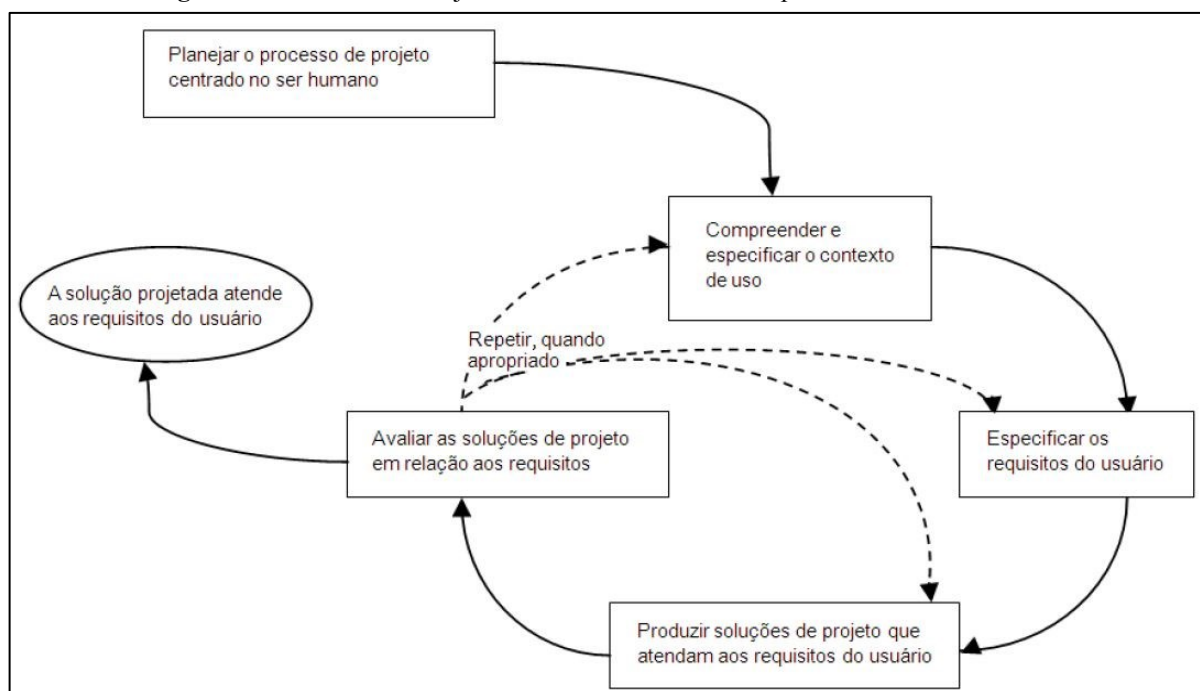 Planejar o processo de projeto
centrado no ser humano
Compreender e
especificar o contexto
de uso
A solução projetada atende
aos requisitos do usuário
Repetir, quando
apropriado
Avaliar as soluções de projeto
em relação aos requisitos
Especificar os
requisitos do usuário
Produzir soluções de projeto que
atendam aos requisitos do usuário